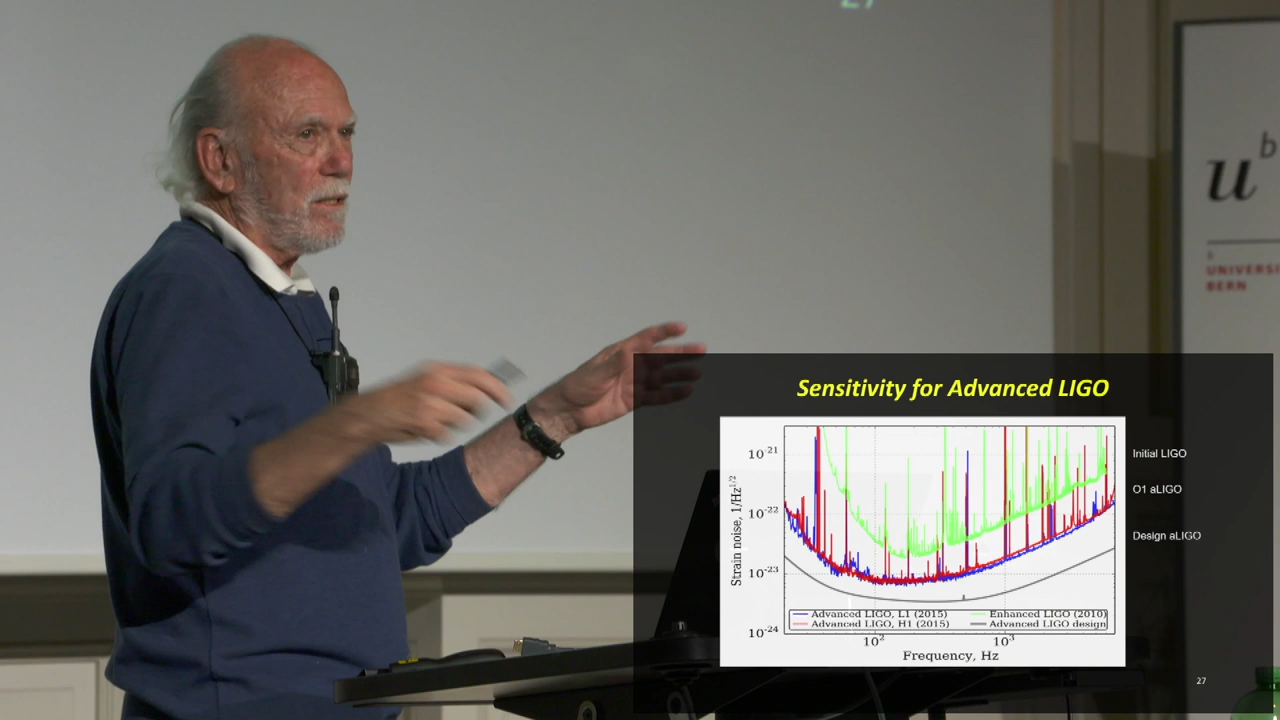 27
u
b
b
UNIVERSI
BERN
Sensitivity for Advanced LIGO
10-21
10-22
10-23
10-24
Strain noise, 1/Hz1/2
Initial LIGO
O1 aLIGO
Design aLIGO
Advanced LIGO, L1 (2015)
Advanced LIGO, H1 (2015)
Enhanced LIGO (2010)
Advanced LIGO design
10² 10³
Frequency, Hz
27